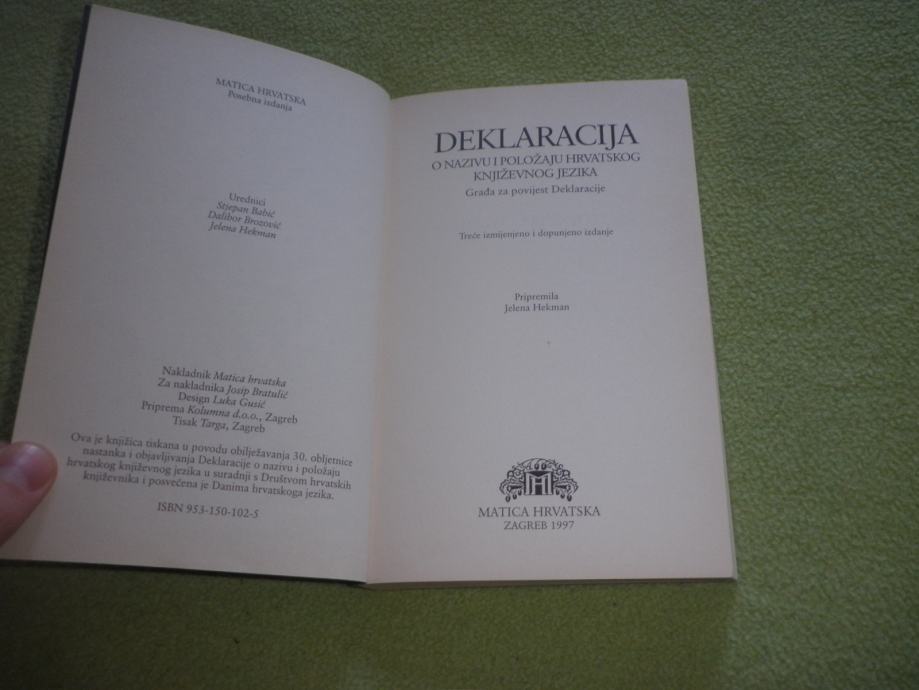 MATICA HRVATSKA
Posebna izdanja
Urednici
Stjepan Babić
Dalibor Brozović
Jelena Hekman
Nakladnik Matica hrvatska
Za nakladnika Josip Bratulić
Design Luka Gusić
Priprema Kolumna d.o.o., Zagreb
Tisak Targa, Zagreb
Ova je knjižica tiskana u povodu obilježavanja 30. obljetnice
nastanka i objavljivanja Deklaracije o nazivu i položaju
hrvatskog književnog jezika u suradnji s Društvom hrvatskih
književnika i posvećena je Danima hrvatskoga jezika.
ISBN 953-150-102-5
DEKLARACIJA
O NAZIVU I POLOŽAJU HRVATSKOG
KNJIŽEVNOG JEZIKA
Građa za povijest Deklaracije
Treće izmijenjeno i dopunjeno izdanje
Pripremila
Jelena Hekman
MATICA HRVATSKA
ZAGREB 1997